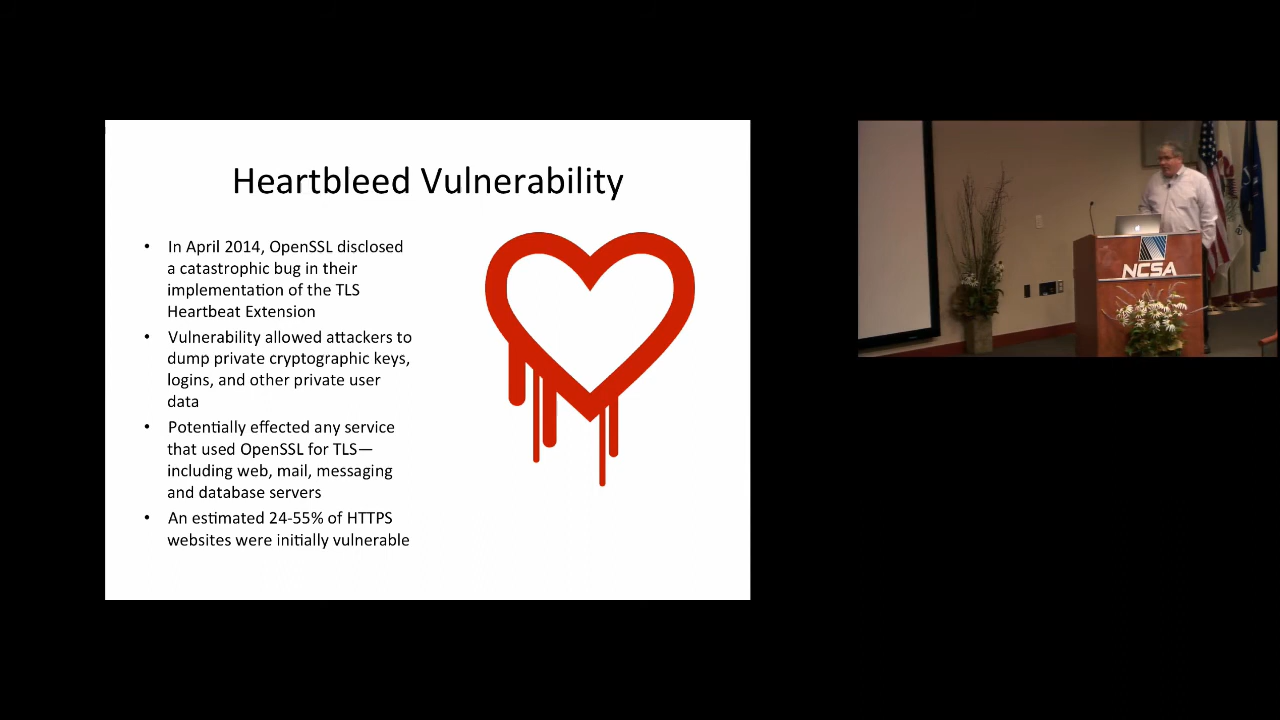 Heartbleed Vulnerability
• In April 2014, OpenSSL disclosed
a catastrophic bug in their
implementation of the TLS
Heartbeat Extension
• Vulnerability allowed attackers to
dump private cryptographic keys,
logins, and other private user
data
• Potentially effected any service
that used OpenSSL for TLS—
including web, mail, messaging
and database servers
• An estimated 24-55% of HTTPS
websites were initially vulnerable
NCSA